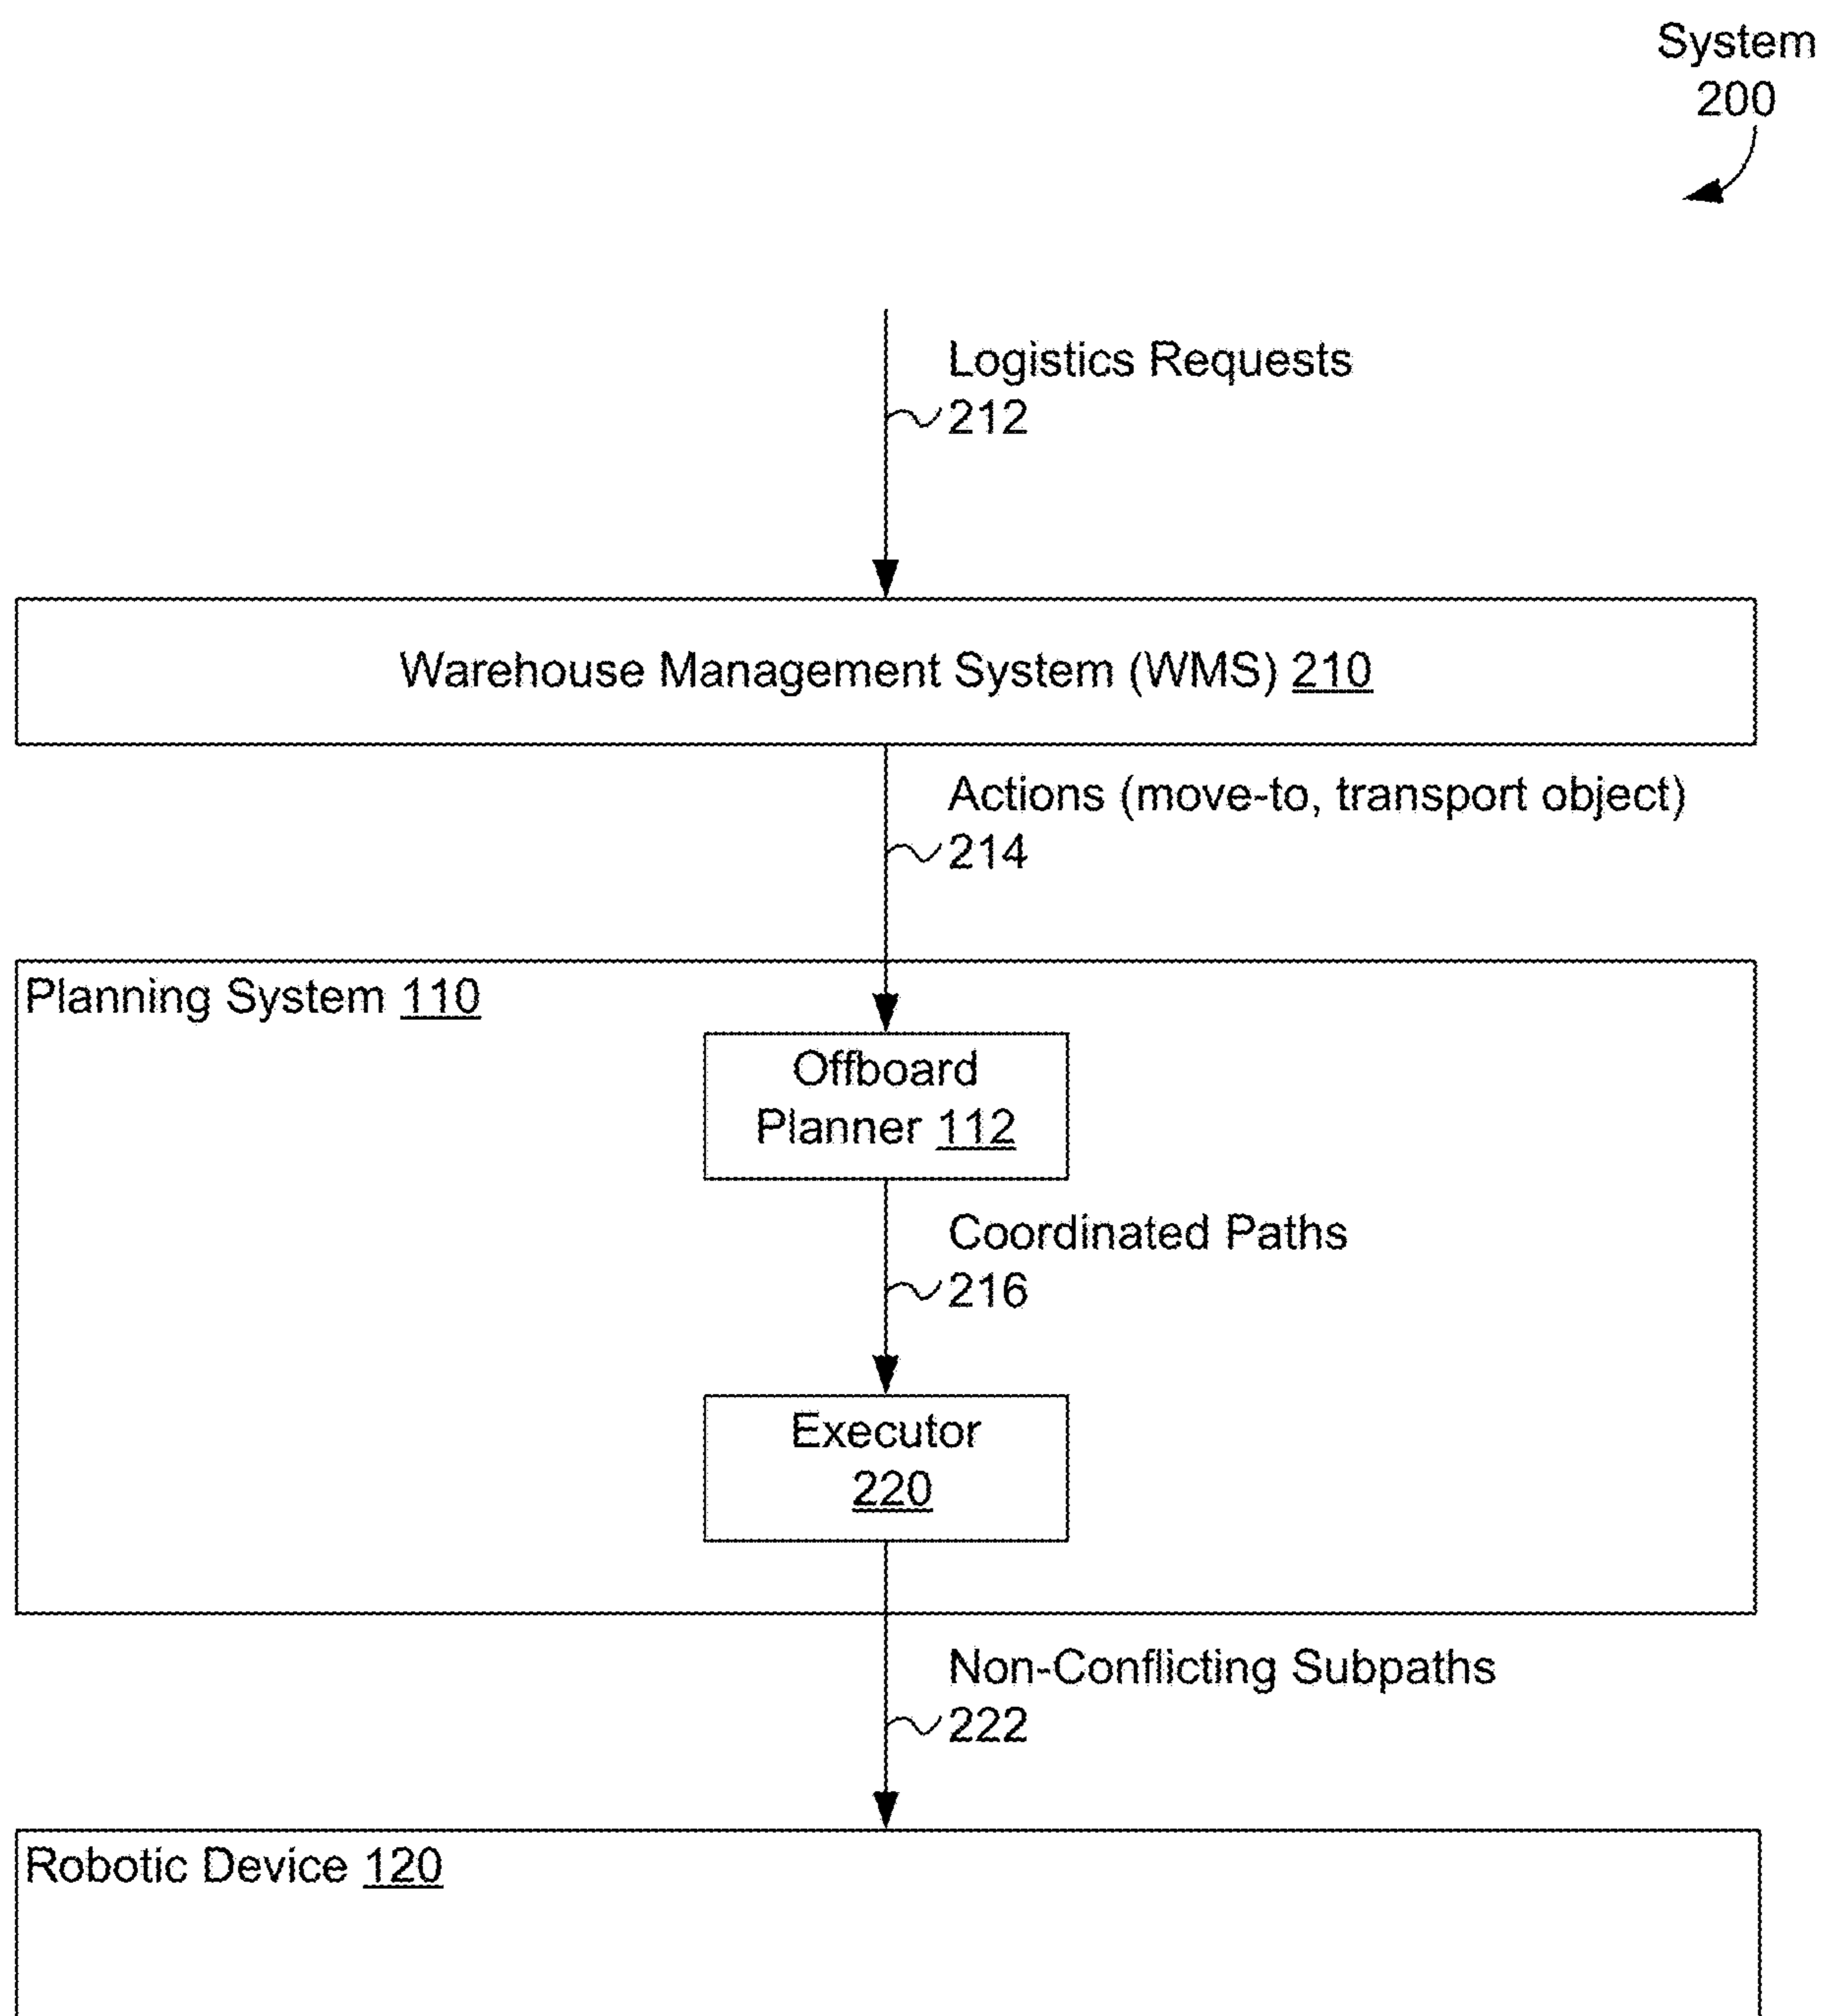 System
200
Logistics Requests
212
Warehouse Management System (WMS) 210
Actions (move-to, transport object)
214
Planning System 110
Offboard
Planner 112
Coordinated Paths
216
Executor
220
Non-Conflicting Subpaths
222
Robotic Device 120